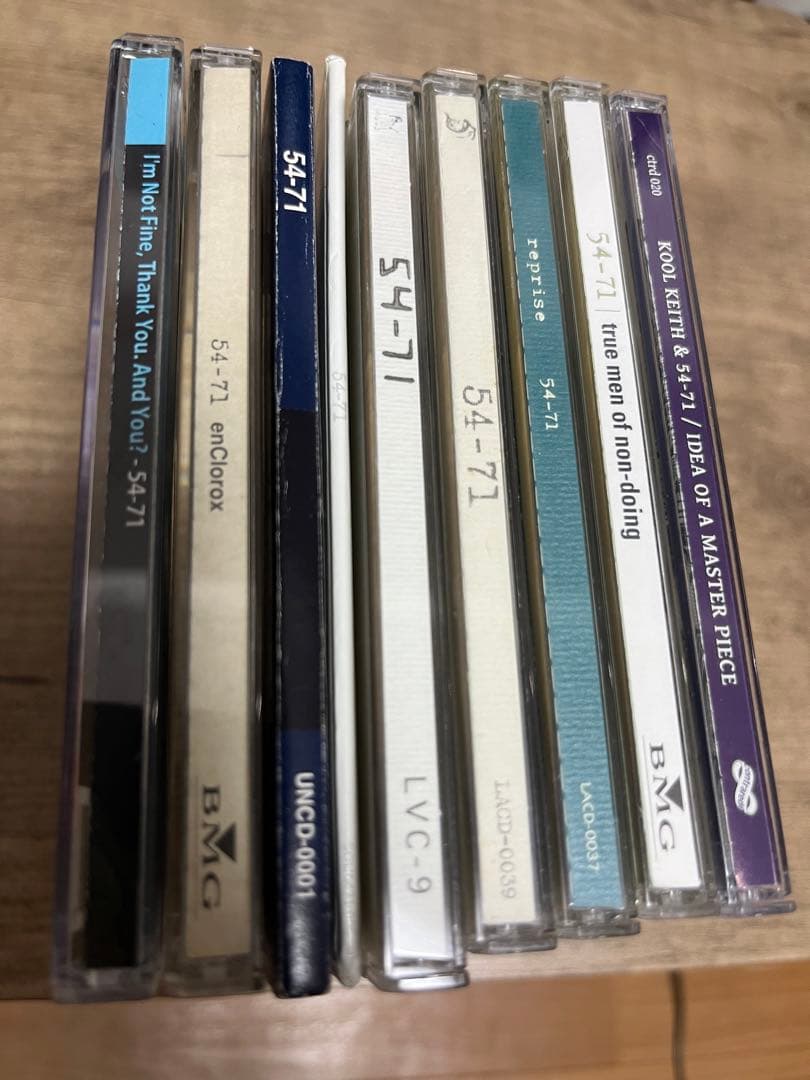 I'm Not Fine, Thank You. And You? - 54-71
54-71 enClorox
BMG
54-71
UNCD-0001
54-71
54-71
LVC-9
54-71
LACD-0039
reprise 54-71
LACD-0037
54-71 | true men of non-doing
BMG
ctrd 020
KOOL KEITH & 54-71 / IDEA OF A MASTER PIECE